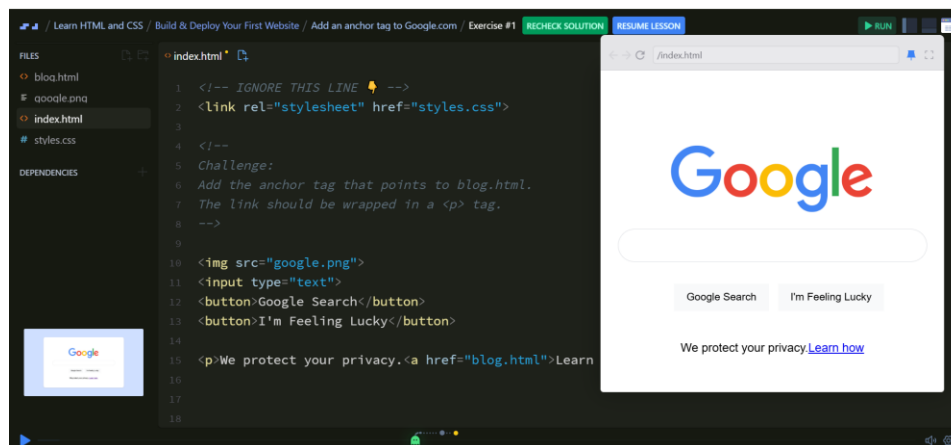 / Learn HTML and CSS / Build & Deploy Your First Website / Add an anchor tag to Google.com / Exercise #1 RECHECK SOLUTION RESUME LESSON RUN
FILES
blog.html
google.png
index.html
styles.css
DEPENDENCIES
index.html
1 <!-- IGNORE THIS LINE 👇 -->
2 <link rel="stylesheet" href="styles.css">
3
4 <!--
5 Challenge:
6 Add the anchor tag that points to blog.html.
7 The link should be wrapped in a <p> tag.
8 -->
9
10 <img src="google.png">
11 <input type="text">
12 <button>Google Search</button>
13 <button>I'm Feeling Lucky</button>
14
15 <p>We protect your privacy.<a href="blog.html">Learn
16
17
18
/index.html
Google
Google Search I'm Feeling Lucky
We protect your privacy.Learn how
Google